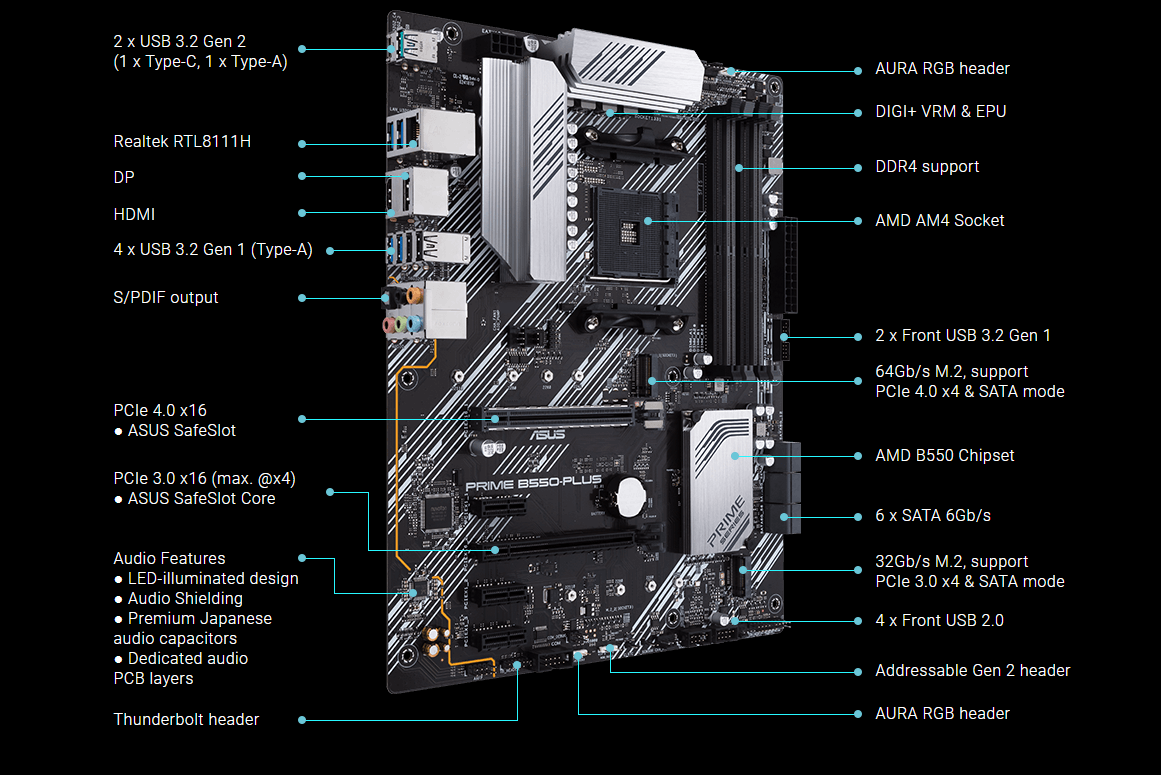 2 x USB 3.2 Gen 2
(1 x Type-C, 1 x Type-A)
Realtek RTL8111H
DP
HDMI
4 x USB 3.2 Gen 1 (Type-A)
S/PDIF output
PCIe 4.0 x16
● ASUS SafeSlot
PCIe 3.0 x16 (max. @x4)
● ASUS SafeSlot Core
Audio Features
● LED-illuminated design
● Audio Shielding
● Premium Japanese
audio capacitors
● Dedicated audio
PCB layers
Thunderbolt header
ASUS
PRIME B550-PLUS
PRIME
SERIES
AURA RGB header
DIGI+ VRM & EPU
DDR4 support
AMD AM4 Socket
2 x Front USB 3.2 Gen 1
64Gb/s M.2, support
PCIe 4.0 x4 & SATA mode
AMD B550 Chipset
6 x SATA 6Gb/s
32Gb/s M.2, support
PCIe 3.0 x4 & SATA mode
4 x Front USB 2.0
Addressable Gen 2 header
AURA RGB header